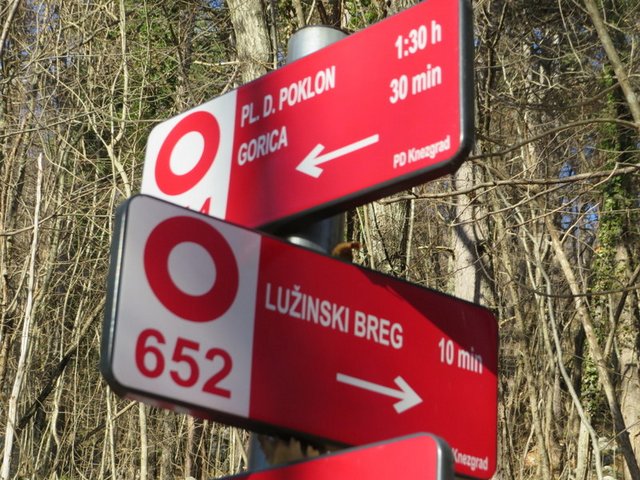 PL. D. POKLON 1:30 h
GORICA 30 min
PD Knezgrad
LUŽINSKI BREG 10 min
652
Knezgrad